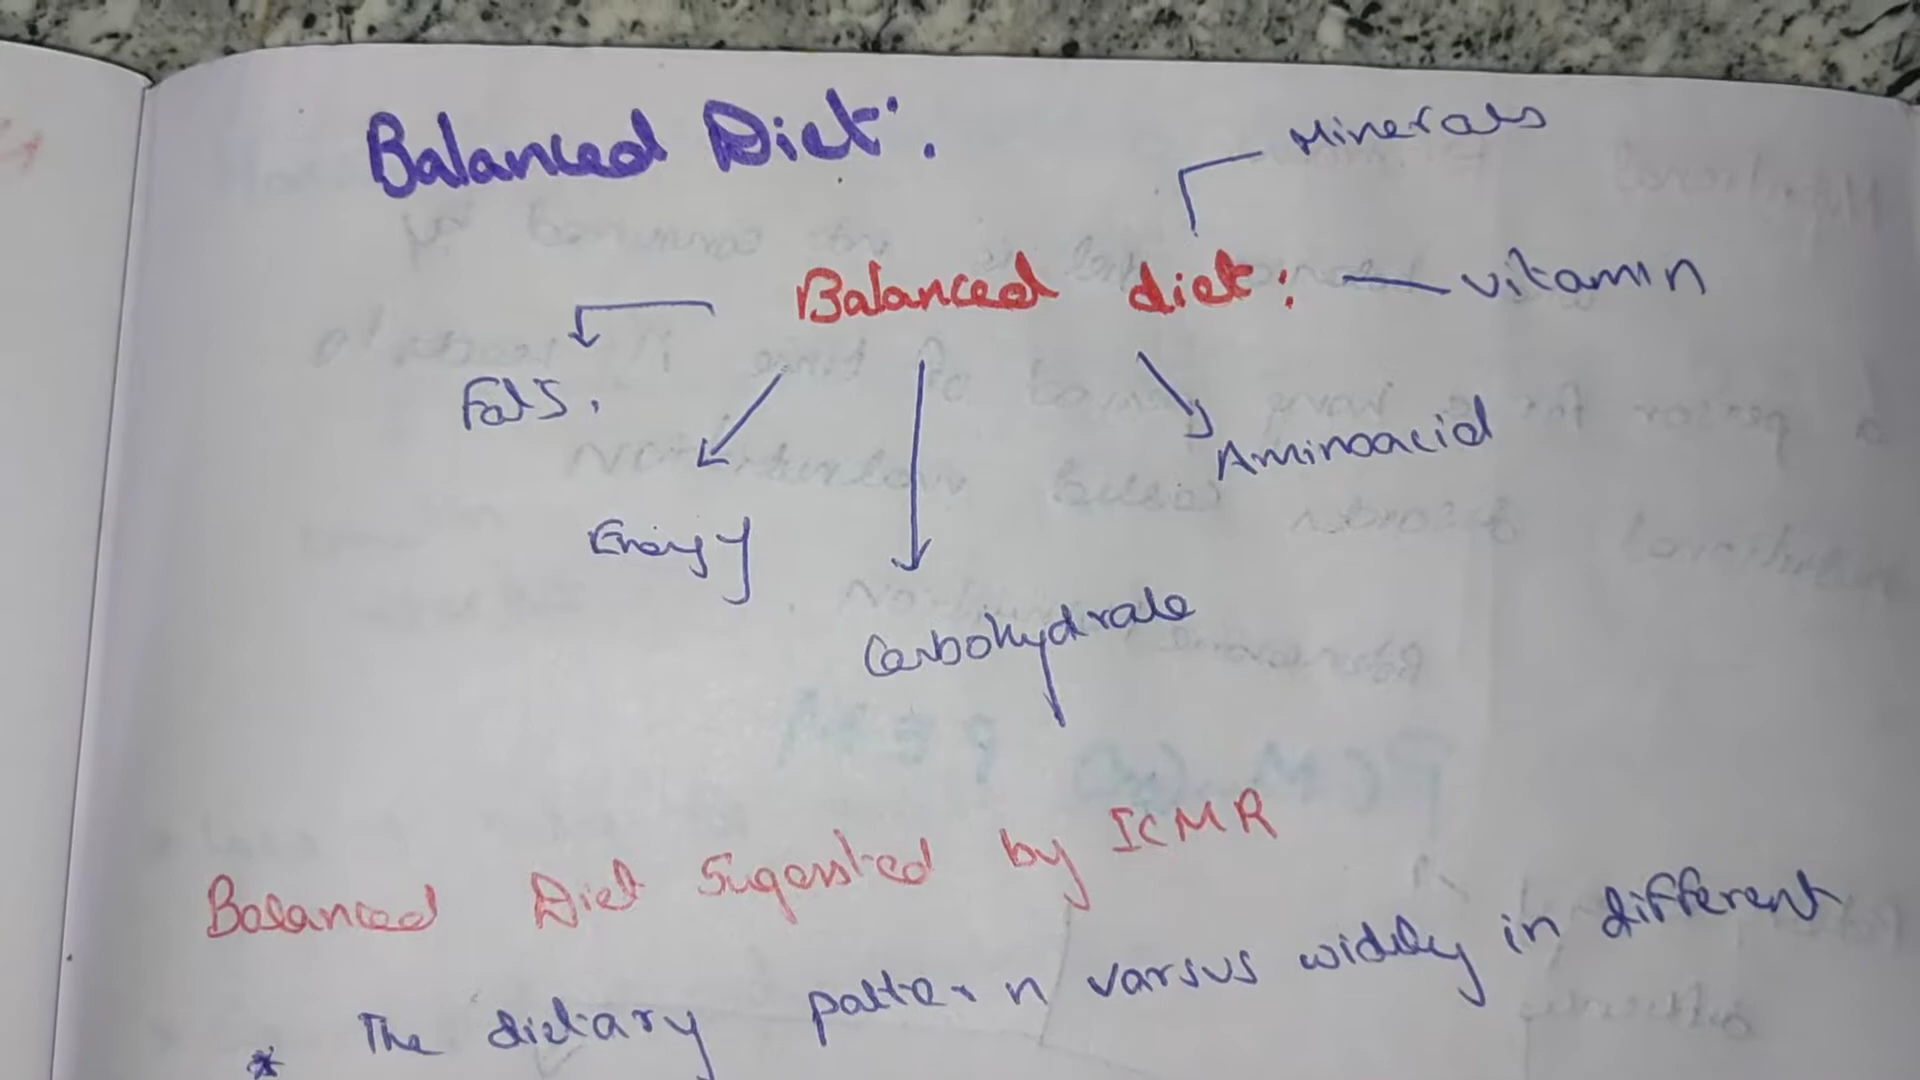 Balanced Diet:
Minerals
Balanced diet:
vitamin
Fats.
Aminoacid
Energy
Carbohydrate
Balanced Diet Sugessted by ICMR
* The dietary pattern varsus widely in different